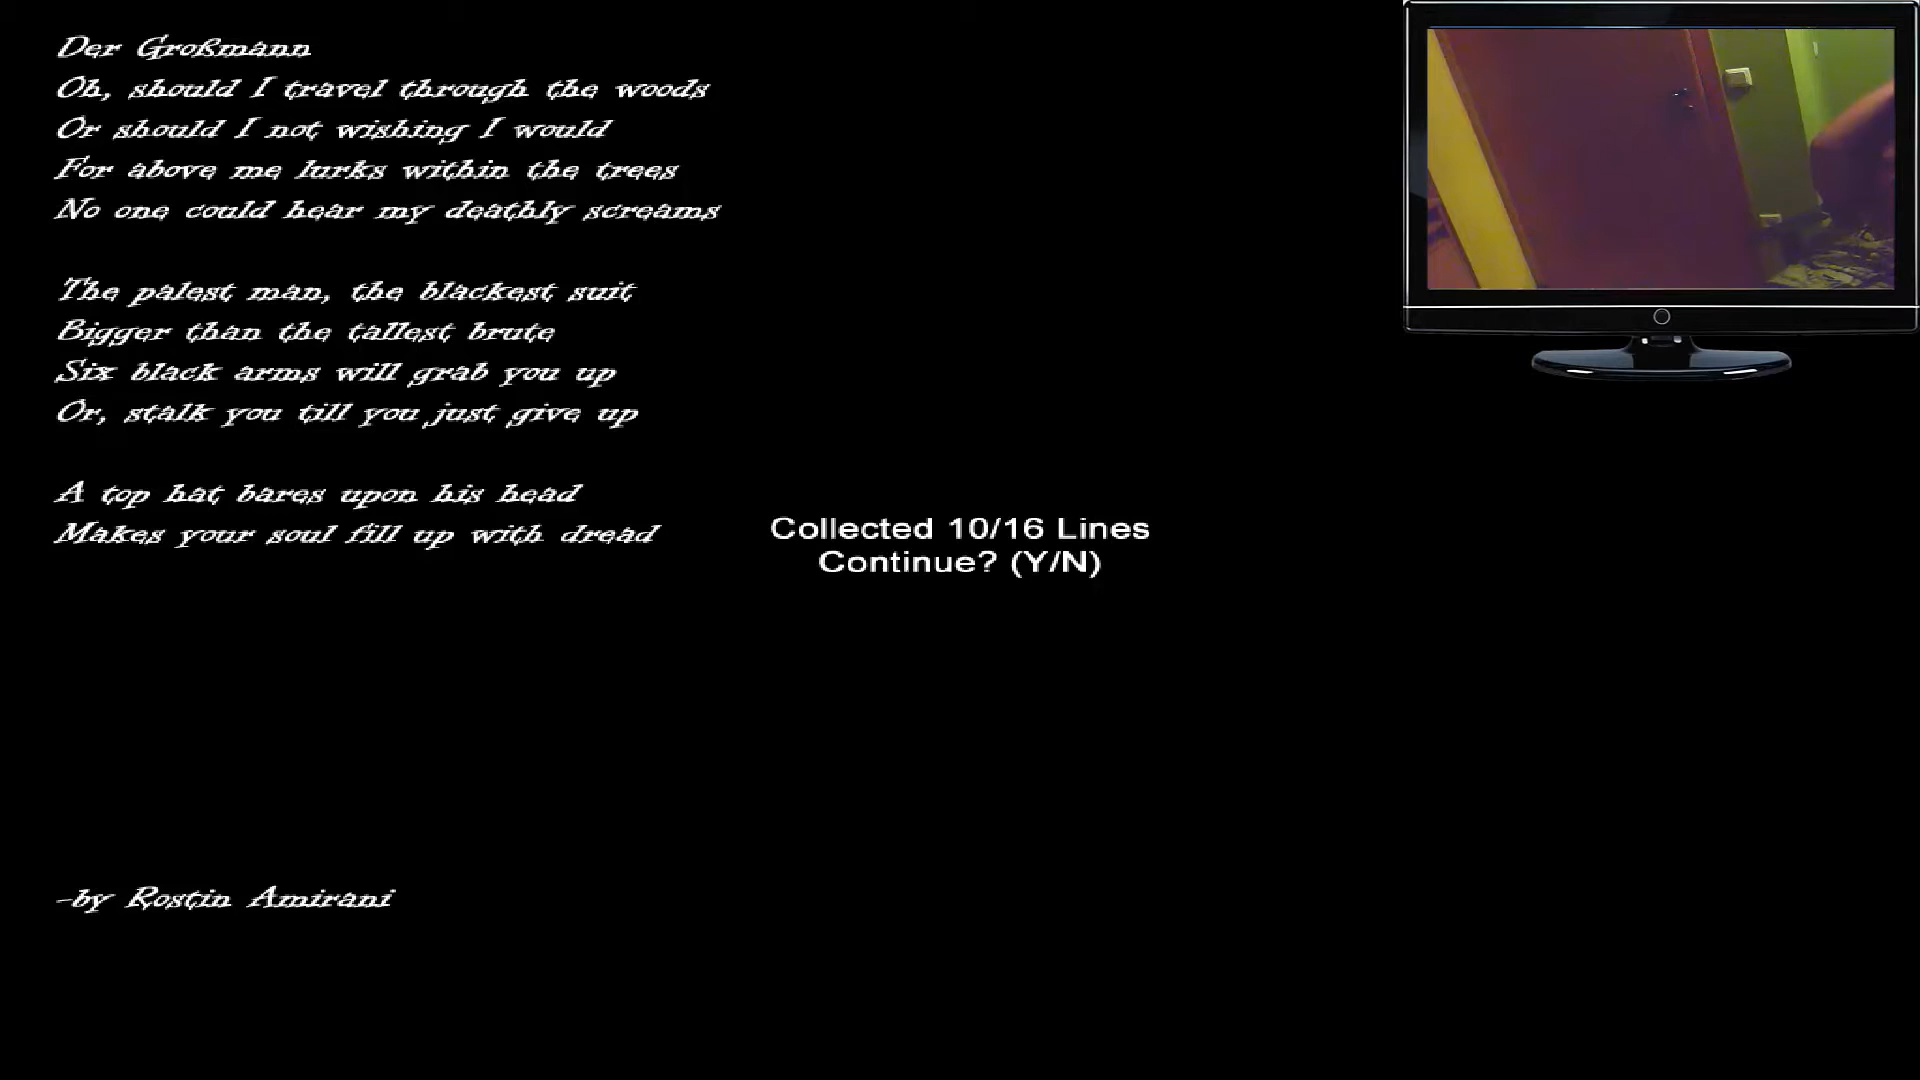 Der Großmann
Oh, should I travel through the woods
Or should I not wishing I would
For above me lurks within the trees
No one could hear my deathly screams
The palest man, the blackest suit
Bigger than the tallest brute
Six black arms will grab you up
Or, stalk you till you just give up
A top hat bares upon his head
Makes your soul fill up with dread
Collected 10/16 Lines
Continue? (Y/N)
-by Rostin Amirani